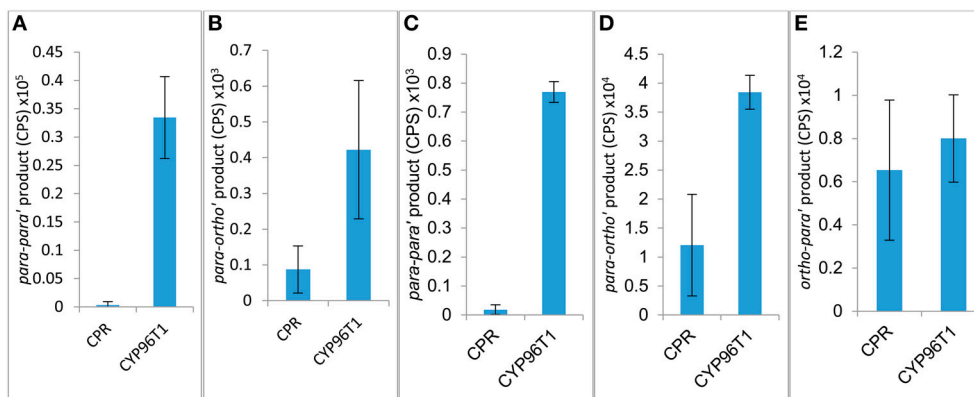 A
para-para' product (CPS) x10⁵
0.45
0.4
0.35
0.3
0.25
0.2
0.15
0.1
0.05
0
CPR
CYP96T1
B
para-ortho' product (CPS) x10³
0.7
0.6
0.5
0.4
0.3
0.2
0.1
0
CPR
CYP96T1
C
para-para' product (CPS) x10³
0.9
0.8
0.7
0.6
0.5
0.4
0.3
0.2
0.1
0
CPR
CYP96T1
D
para-ortho' product (CPS) x10⁴
4.5
4
3.5
3
2.5
2
1.5
1
0.5
0
CPR
CYP96T1
E
ortho-para' product (CPS) x10⁴
1.2
1
0.8
0.6
0.4
0.2
0
CPR
CYP96T1